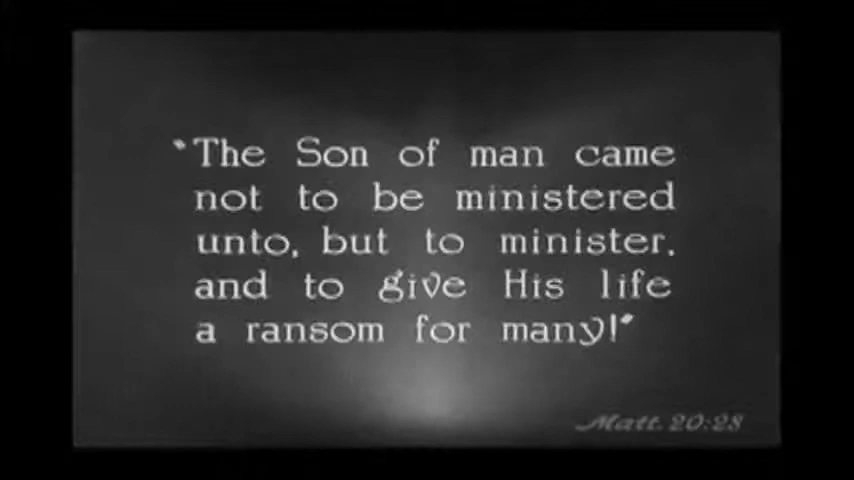 "The Son of man came
not to be ministered
unto, but to minister,
and to give His life
a ransom for many!"
Matt. 20:28